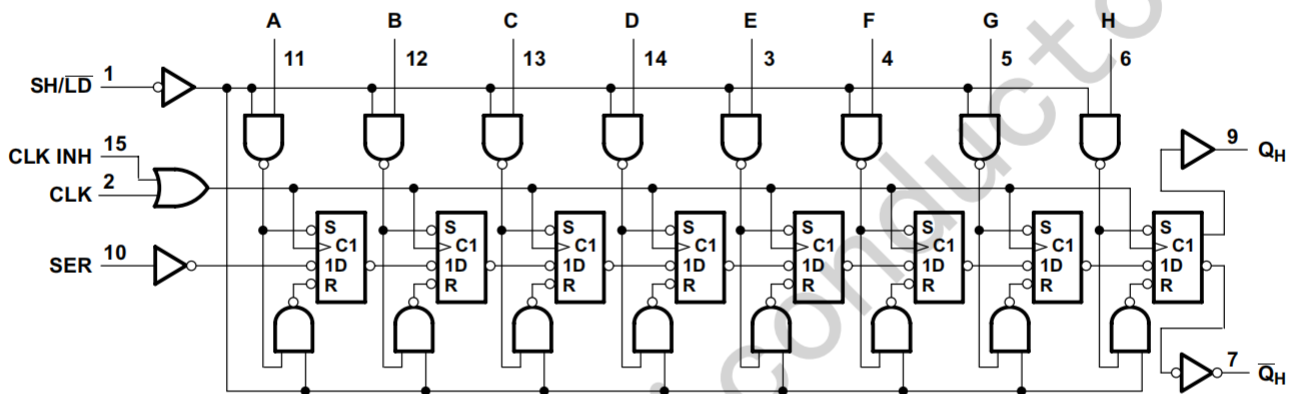 A B C D E F G H
11 12 13 14 3 4 5 6
SH/LD 1
CLK INH 15
CLK 2
SER 10
S S S S S S S S
C1 C1 C1 C1 C1 C1 C1 C1
1D 1D 1D 1D 1D 1D 1D 1D
R R R R R R R R
9 QH
7 QH
conducto